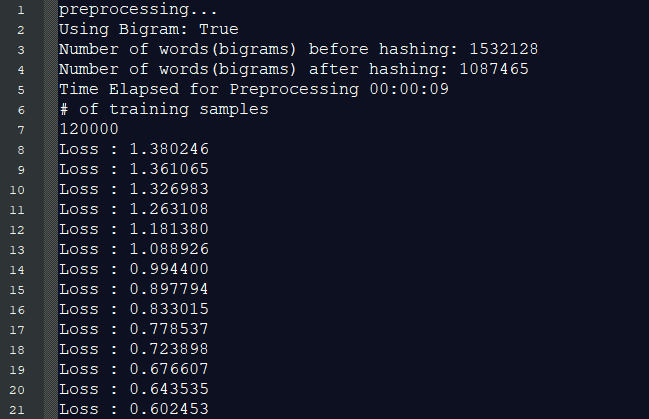 1 preprocessing...
2 Using Bigram: True
3 Number of words(bigrams) before hashing: 1532128
4 Number of words(bigrams) after hashing: 1087465
5 Time Elapsed for Preprocessing 00:00:09
6 # of training samples
7 120000
8 Loss : 1.380246
9 Loss : 1.361065
10 Loss : 1.326983
11 Loss : 1.263108
12 Loss : 1.181380
13 Loss : 1.088926
14 Loss : 0.994400
15 Loss : 0.897794
16 Loss : 0.833015
17 Loss : 0.778537
18 Loss : 0.723898
19 Loss : 0.676607
20 Loss : 0.643535
21 Loss : 0.602453